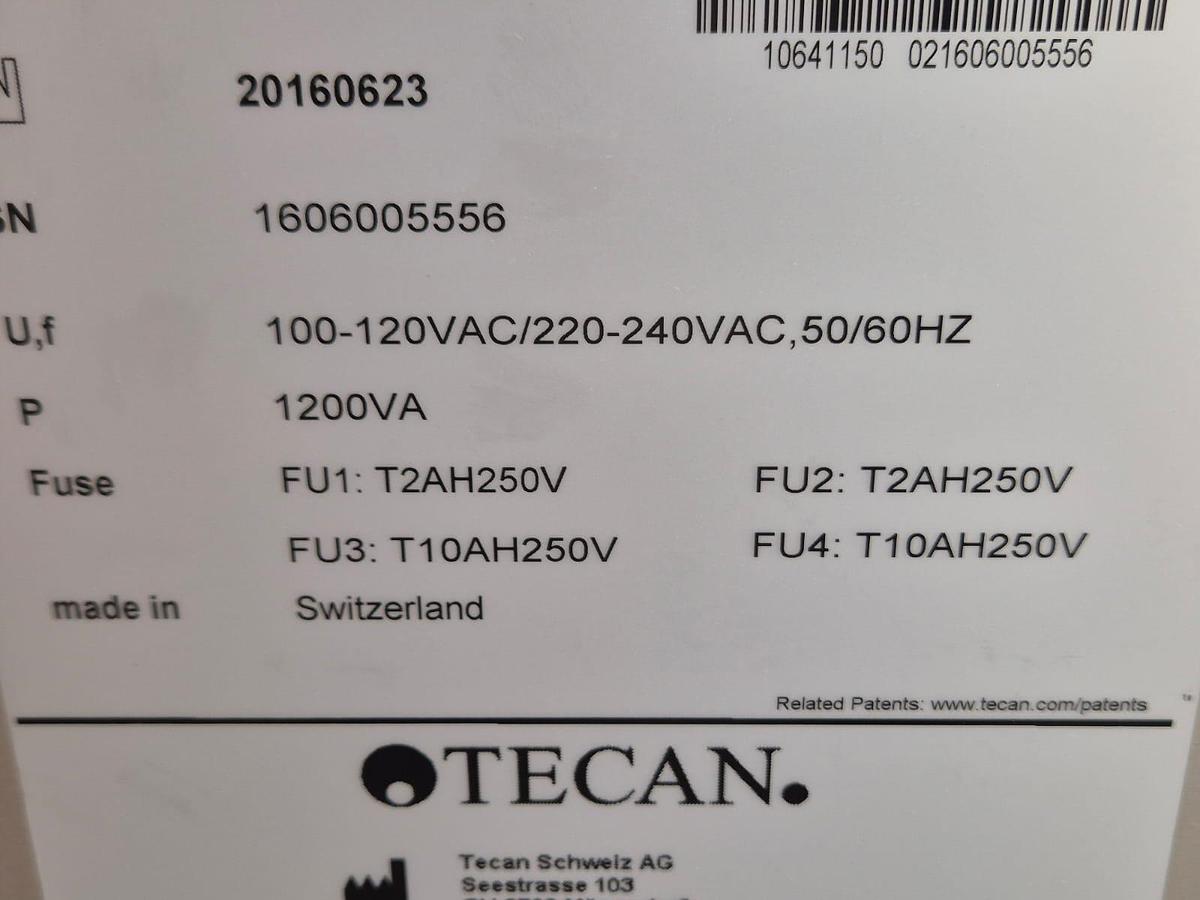 10641150 021606005556
20160623
SN 1606005556
U,f 100-120VAC/220-240VAC,50/60HZ
P 1200VA
Fuse FU1: T2AH250V FU2: T2AH250V
FU3: T10AH250V FU4: T10AH250V
made in Switzerland
Related Patents: www.tecan.com/patents
TECAN.
Tecan Schweiz AG
Seestrasse 103